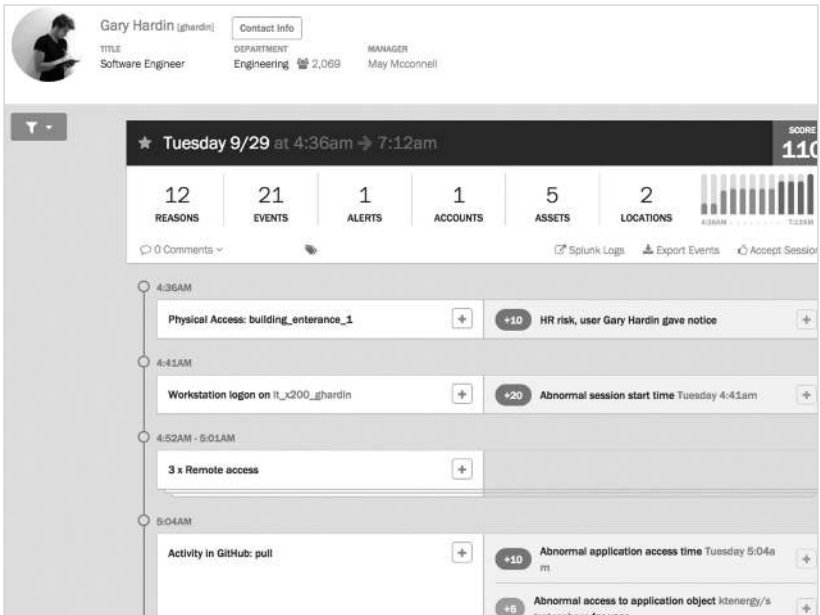 Gary Hardin [ghardin]
Contact Info
TITLE
DEPARTMENT
MANAGER
Software Engineer
Engineering 2,069
May Mcconnell
Tuesday 9/29 at 4:36am → 7:12am
SCORE
110
12
21
1
1
5
2
REASONS
EVENTS
ALERTS
ACCOUNTS
ASSETS
LOCATIONS
4:36AM
7:12AM
0 Comments
Splunk Logs
Export Events
Accept Session
4:36AM
Physical Access: building_enterance_1
+10 HR risk, user Gary Hardin gave notice
4:41AM
Workstation logon on lt_x200_ghardin
+20 Abnormal session start time Tuesday 4:41am
4:52AM - 5:01AM
3 x Remote access
5:04AM
Activity in GitHub: pull
+10 Abnormal application access time Tuesday 5:04a
m
+5 Abnormal access to application object ktenergy/s